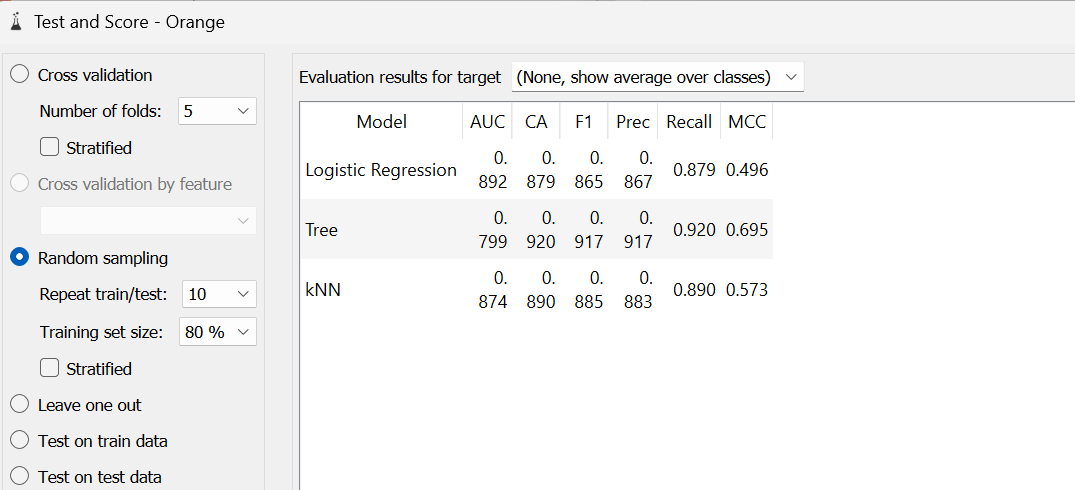 Test and Score - Orange
Cross validation
Number of folds: 5
Stratified
Cross validation by feature
Random sampling
Repeat train/test: 10
Training set size: 80 %
Stratified
Leave one out
Test on train data
Test on test data
Evaluation results for target (None, show average over classes)
Model AUC CA F1 Prec Recall MCC
Logistic Regression 0.892 0.879 0.865 0.867 0.879 0.496
Tree 0.799 0.920 0.917 0.917 0.920 0.695
kNN 0.874 0.890 0.885 0.883 0.890 0.573